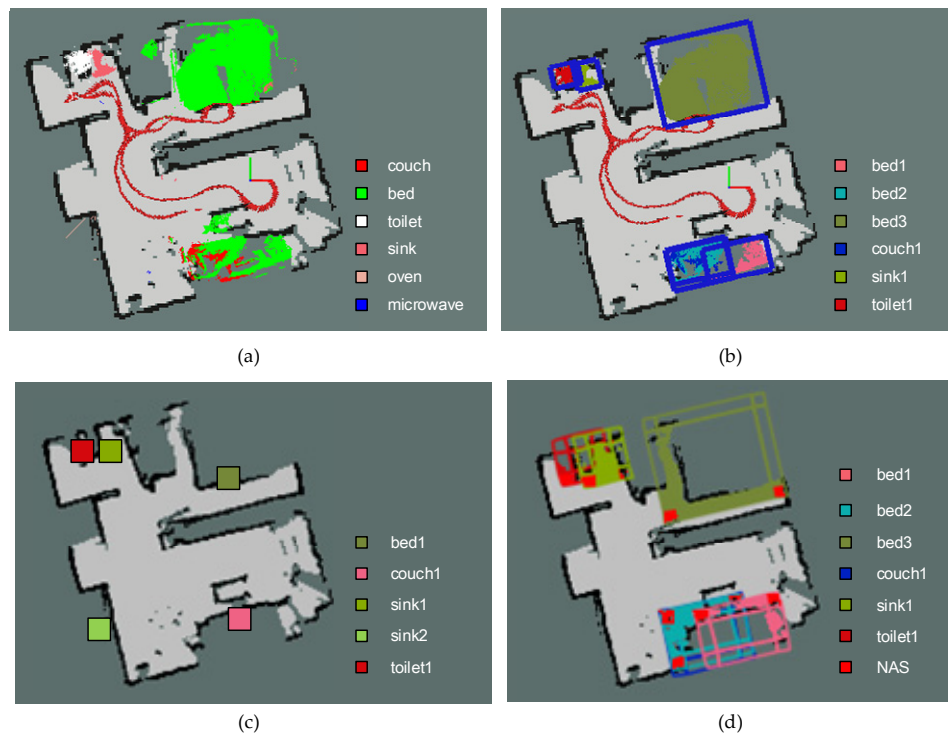 couch
bed
toilet
sink
oven
microwave
(a)
bed1
bed2
bed3
couch1
sink1
toilet1
(b)
bed1
couch1
sink1
sink2
toilet1
(c)
bed1
bed2
bed3
couch1
sink1
toilet1
NAS
(d)